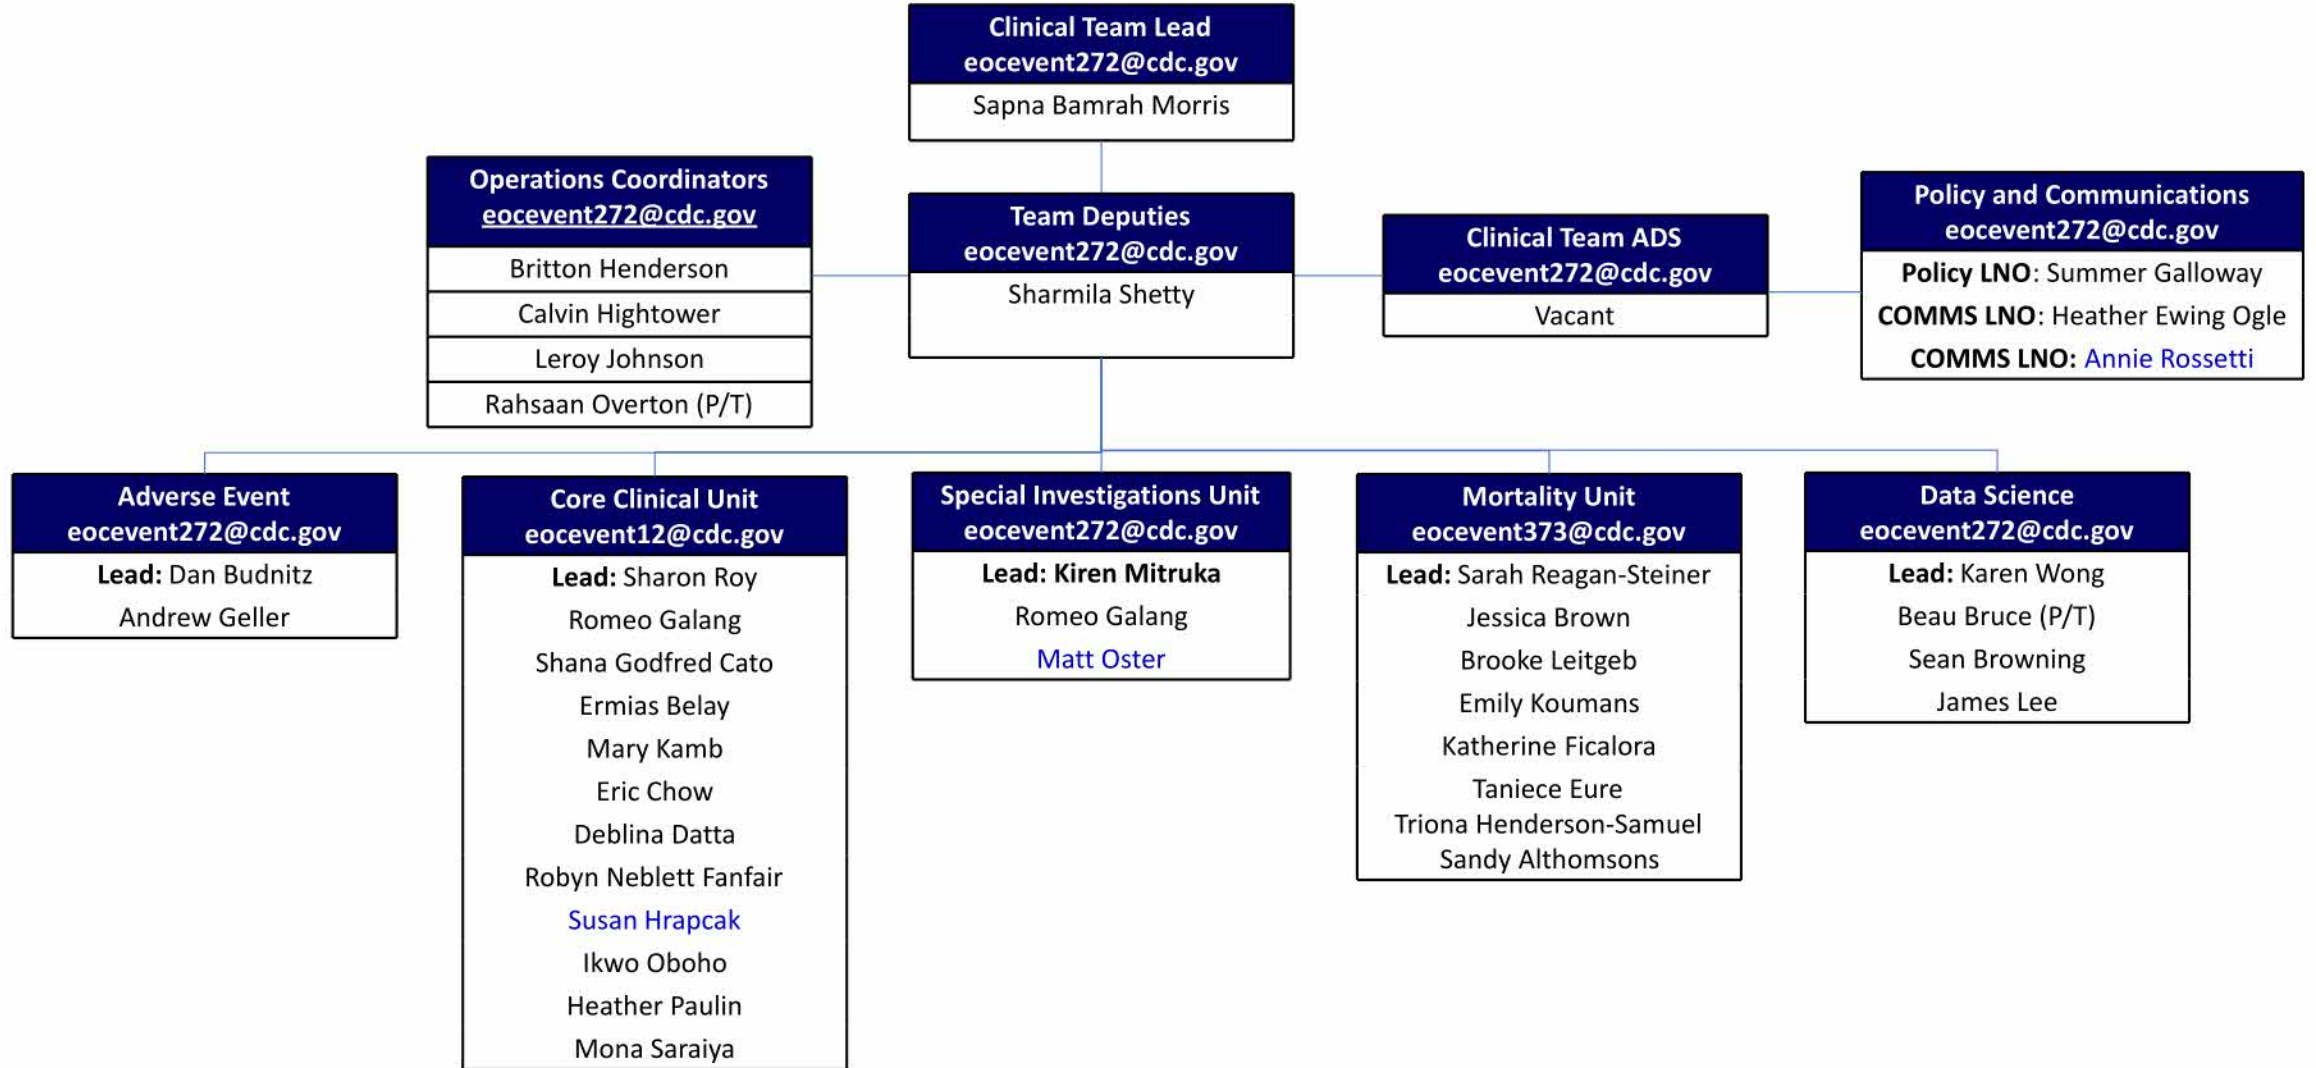 Clinical Team Lead
eocevent272@cdc.gov
Sapna Bamrah Morris
Operations Coordinators
eocevent272@cdc.gov
Britton Henderson
Calvin Hightower
Leroy Johnson
Rahsaan Overton (P/T)
Team Deputies
eocevent272@cdc.gov
Sharmila Shetty
Clinical Team ADS
eocevent272@cdc.gov
Vacant
Policy and Communications
eocevent272@cdc.gov
Policy LNO: Summer Galloway
COMMS LNO: Heather Ewing Ogle
COMMS LNO: Annie Rossetti
Adverse Event
eocevent272@cdc.gov
Lead: Dan Budnitz
Andrew Geller
Core Clinical Unit
eocevent12@cdc.gov
Lead: Sharon Roy
Romeo Galang
Shana Godfred Cato
Ermias Belay
Mary Kamb
Eric Chow
Deblina Datta
Robyn Neblett Fanfair
Susan Hrapcak
Ikwo Oboho
Heather Paulin
Mona Saraiya
Special Investigations Unit
eocevent272@cdc.gov
Lead: Kiren Mitruka
Romeo Galang
Matt Oster
Mortality Unit
eocevent373@cdc.gov
Lead: Sarah Reagan-Steiner
Jessica Brown
Brooke Leitgeb
Emily Koumans
Katherine Ficalora
Taniece Eure
Triona Henderson-Samuel
Sandy Althomsons
Data Science
eocevent272@cdc.gov
Lead: Karen Wong
Beau Bruce (P/T)
Sean Browning
James Lee